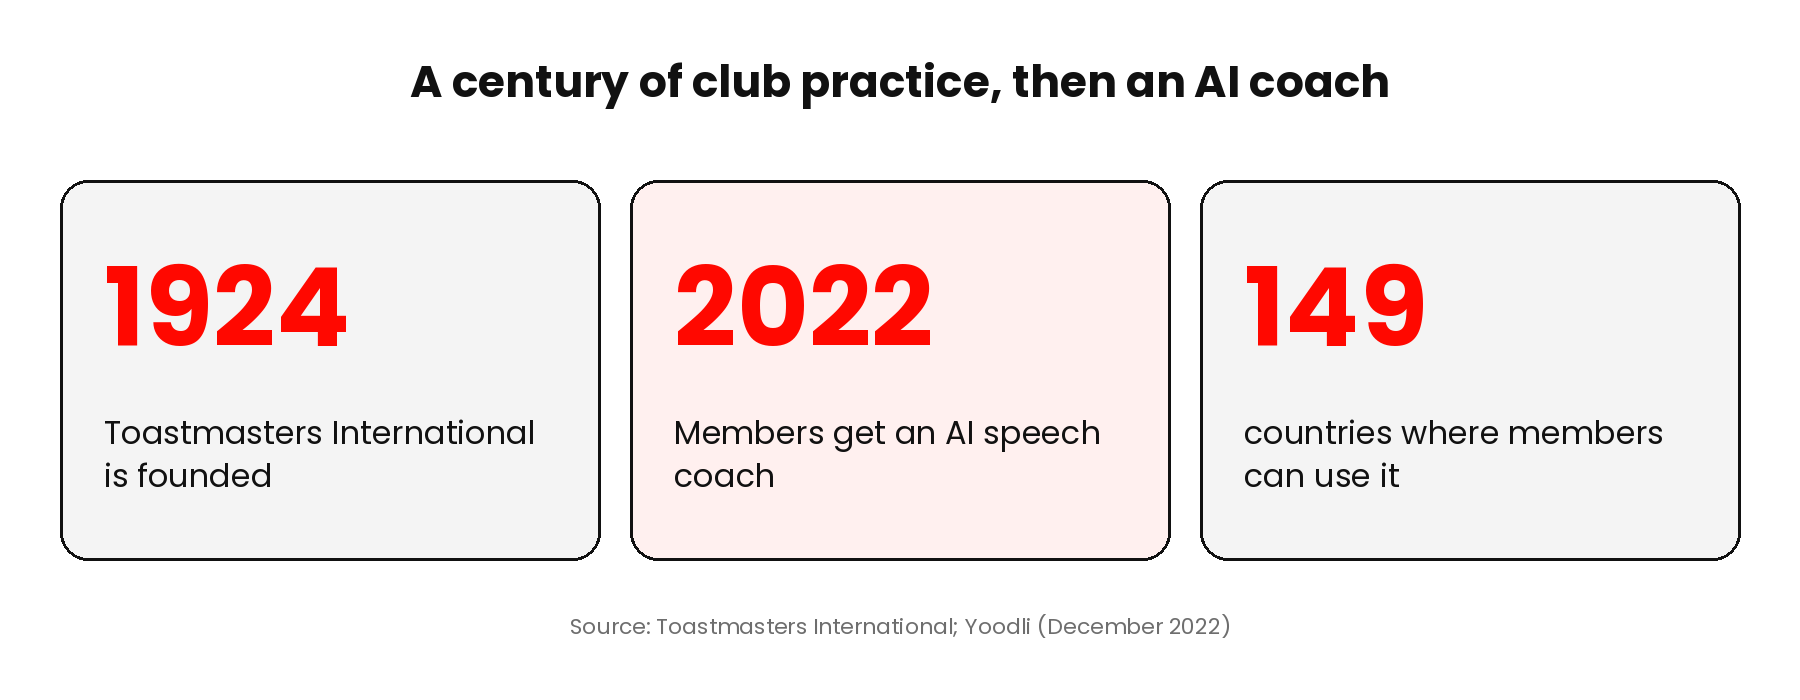 A century of club practice, then an AI coach
1924
Toastmasters International
is founded
2022
Members get an AI speech
coach
149
countries where members
can use it
Source: Toastmasters International; Yoodli (December 2022)